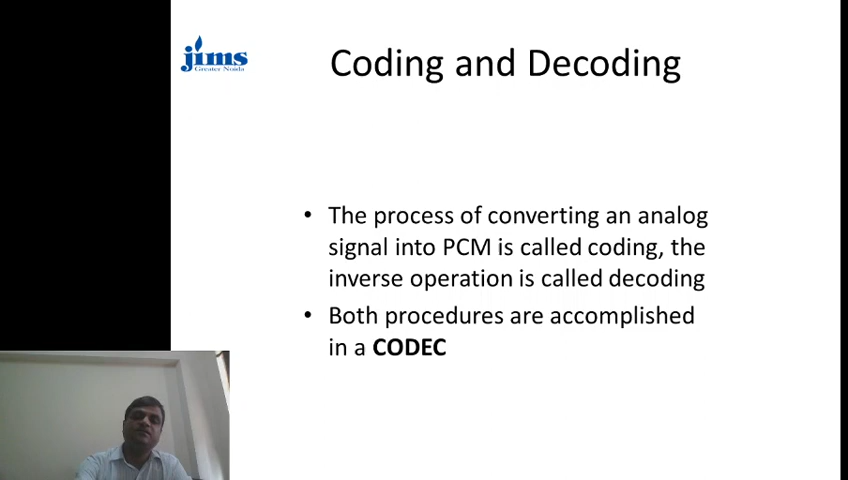 jims
Greater Noida
Coding and Decoding
• The process of converting an analog
signal into PCM is called coding, the
inverse operation is called decoding
• Both procedures are accomplished
in a CODEC